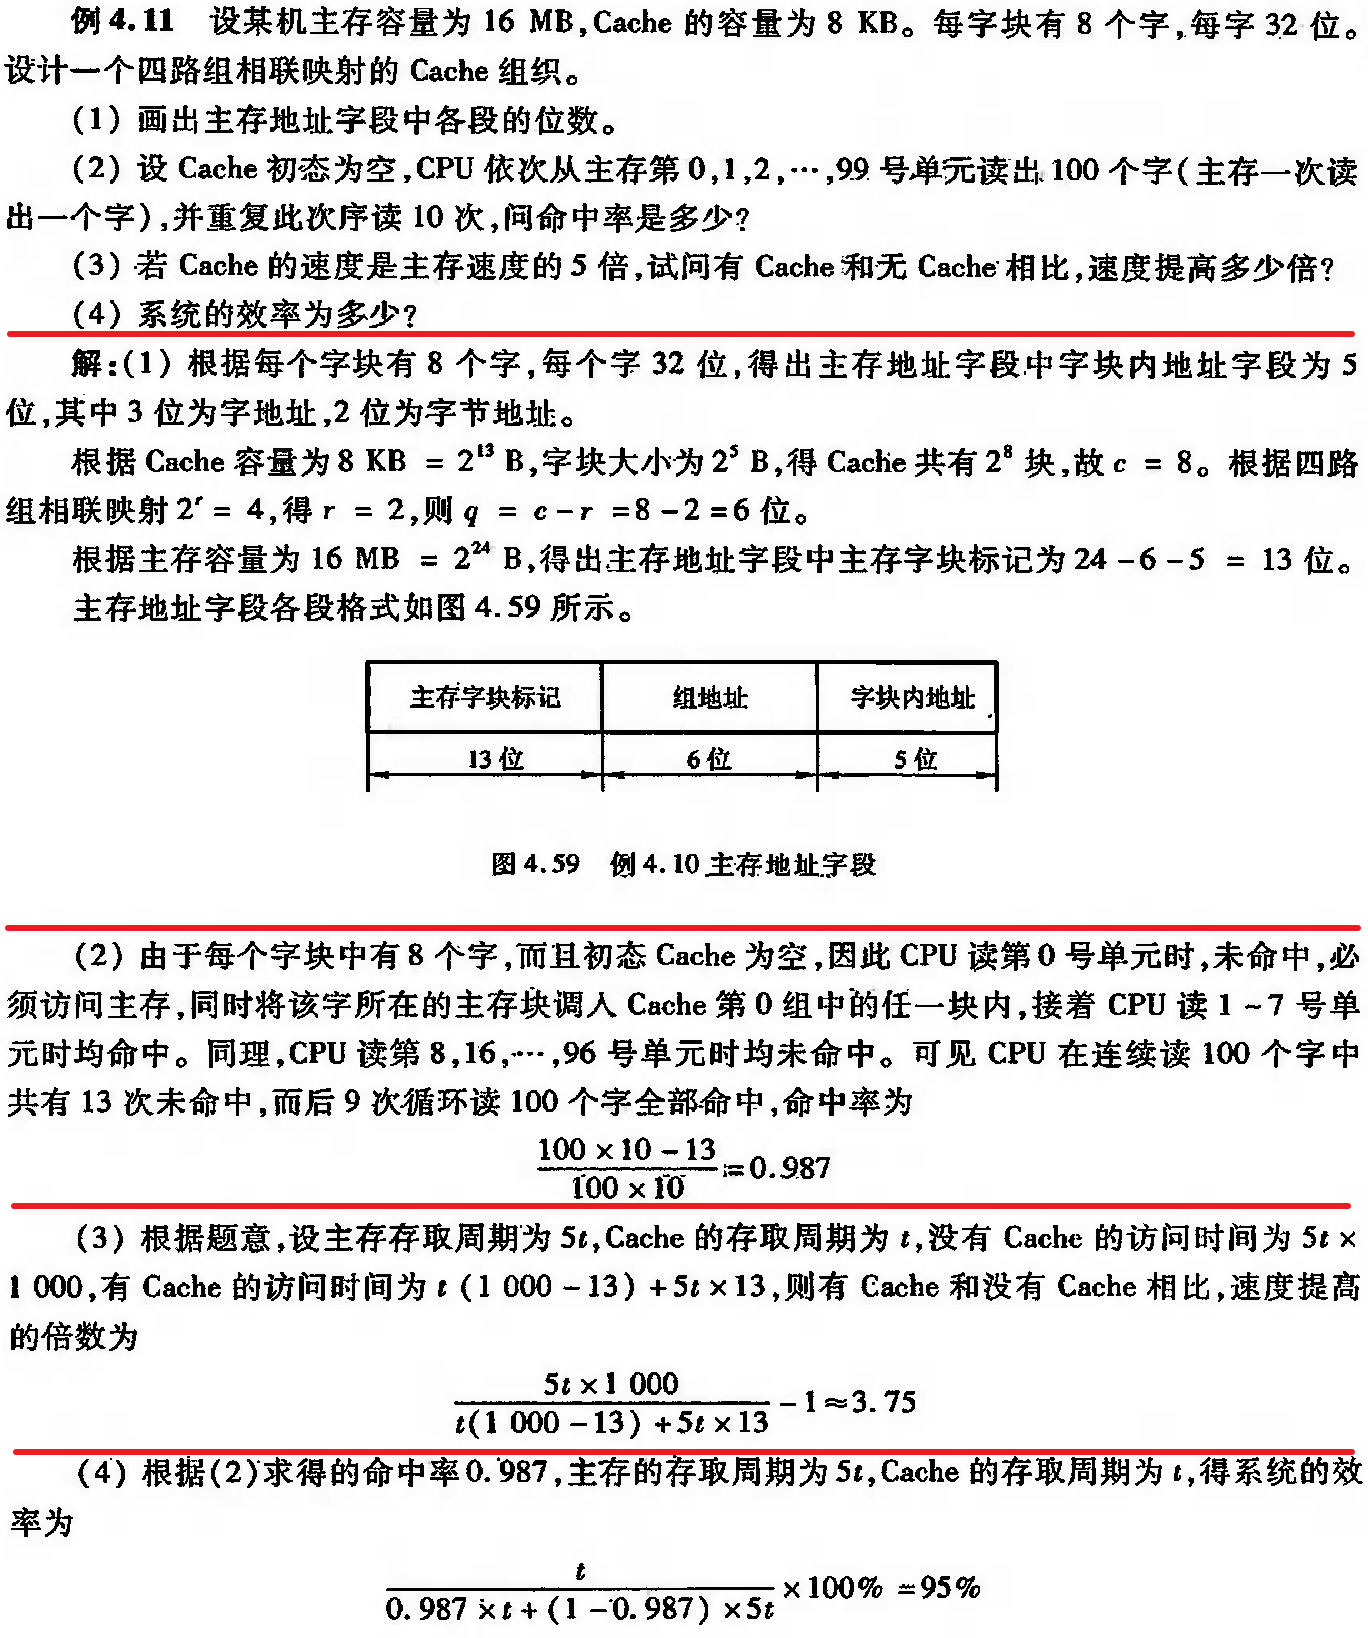 例4.11 设某机主存容量为 16 MB,Cache 的容量为 8 KB。每字块有 8 个字,每字 32 位。
设计一个四路组相联映射的 Cache 组织。
(1) 画出主存地址字段中各段的位数。
(2) 设 Cache 初态为空,CPU 依次从主存第 0,1,2,…,99 号单元读出 100 个字(主存一次读
出一个字),并重复此次序读 10 次,问命中率是多少?
(3) 若 Cache 的速度是主存速度的 5 倍,试问有 Cache 和无 Cache 相比,速度提高多少倍?
(4) 系统的效率为多少?
解:(1) 根据每个字块有 8 个字,每个字 32 位,得出主存地址字段中字块内地址字段为 5
位,其中 3 位为字地址,2 位为字节地址。
根据 Cache 容量为 8 KB = 2¹³ B,字块大小为 2⁵ B,得 Cache 共有 2⁸ 块,故 c = 8。根据四路
组相联映射 2ʳ = 4,得 r = 2,则 q = c - r = 8 - 2 = 6 位。
根据主存容量为 16 MB = 2²⁴ B,得出主存地址字段中主存字块标记为 24 - 6 - 5 = 13 位。
主存地址字段各段格式如图 4.59 所示。
主存字块标记 组地址 字块内地址
13 位 6 位 5 位
图 4.59 例 4.10 主存地址字段
(2) 由于每个字块中有 8 个字,而且初态 Cache 为空,因此 CPU 读第 0 号单元时,未命中,必
须访问主存,同时将该字所在的主存块调入 Cache 第 0 组中的任一块内,接着 CPU 读 1 ~ 7 号单
元时均命中。同理,CPU 读第 8,16,…,96 号单元时均未命中。可见 CPU 在连续读 100 个字中
共有 13 次未命中,而后 9 次循环读 100 个字全部命中,命中率为
100 × 10 - 13
100 × 10
= 0.987
(3) 根据题意,设主存存取周期为 5t,Cache 的存取周期为 t,没有 Cache 的访问时间为 5t ×
1 000,有 Cache 的访问时间为 t (1 000 - 13) + 5t × 13,则有 Cache 和没有 Cache 相比,速度提高
的倍数为
5t × 1 000
t(1 000 - 13) + 5t × 13
- 1 ≈ 3.75
(4) 根据(2)求得的命中率 0.987,主存的存取周期为 5t,Cache 的存取周期为 t,得系统的效
率为
t
0.987 × t + (1 - 0.987) × 5t
× 100% = 95%